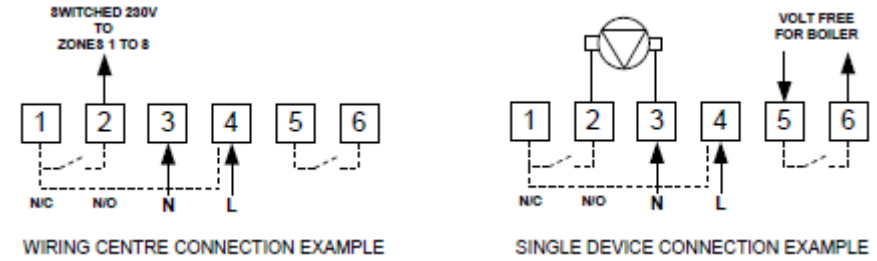 SWITCHED 230V
TO
ZONES 1 TO 8
1 2 3 4 5 6
N/C N/O N L
WIRING CENTRE CONNECTION EXAMPLE
VOLT FREE
FOR BOILER
1 2 3 4 5 6
N/C N/O N L
SINGLE DEVICE CONNECTION EXAMPLE